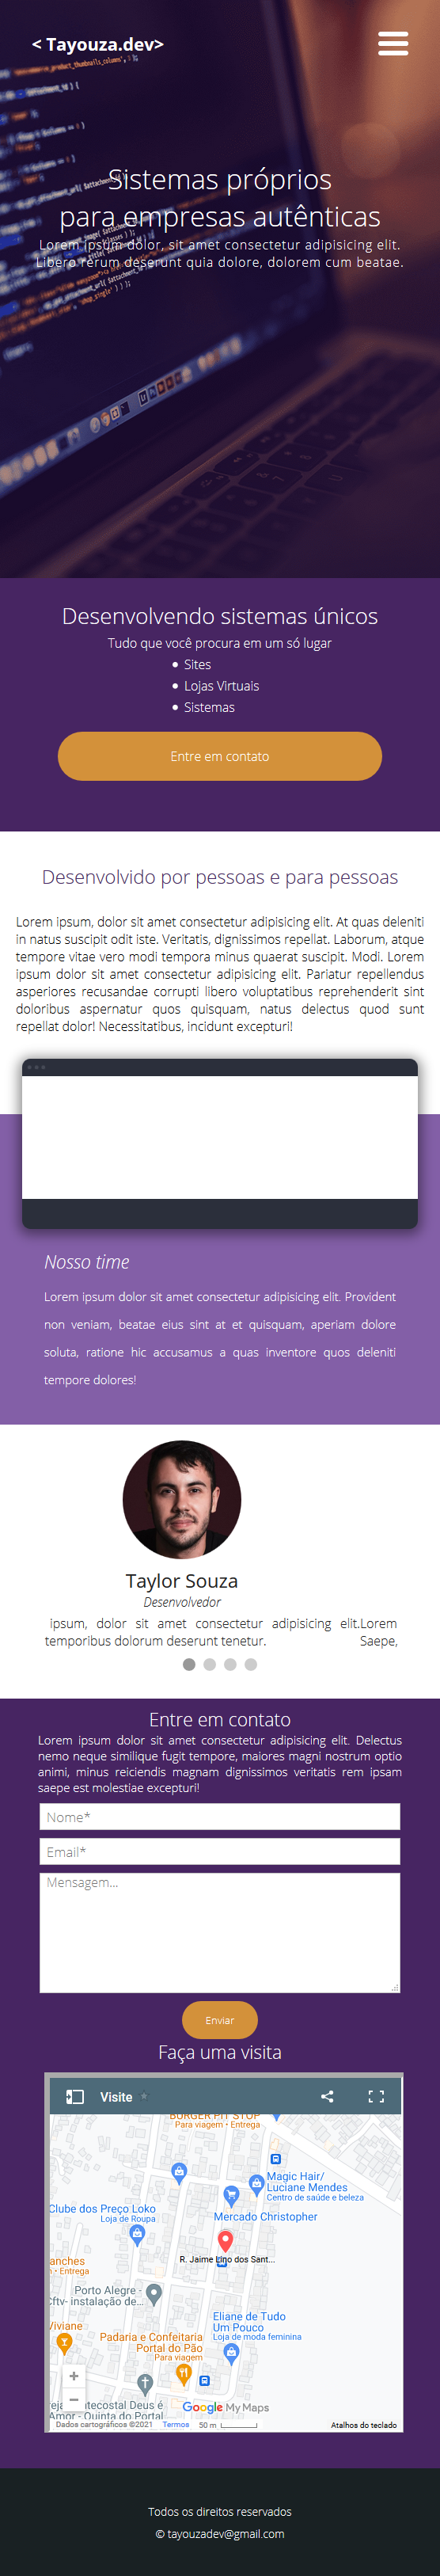 < Tayouza.dev>
Sistemas próprios
para empresas autênticas
Lorem ipsum dolor, sit amet consectetur adipisicing elit.
Libero rerum deserunt quia dolore, dolorem cum beatae.
Desenvolvendo sistemas únicos
Tudo que você procura em um só lugar
Sites
Lojas Virtuais
Sistemas
Entre em contato
Desenvolvido por pessoas e para pessoas
Lorem ipsum, dolor sit amet consectetur adipisicing elit. At quas deleniti
in natus suscipit odit iste. Veritatis, dignissimos repellat. Laborum, atque
tempore vitae vero modi tempora minus quaerat suscipit. Modi. Lorem
ipsum dolor sit amet consectetur adipisicing elit. Pariatur repellendus
asperiores recusandae corrupti libero voluptatibus reprehenderit sint
doloribus aspernatur quos quisquam, natus delectus quod sunt
repellat dolor! Necessitatibus, incidunt excepturi!
Nosso time
Lorem ipsum dolor sit amet consectetur adipisicing elit. Provident
non veniam, beatae eius sint at et quisquam, aperiam dolore
soluta, ratione hic accusamus a quas inventore quos deleniti
tempore dolores!
Taylor Souza
Desenvolvedor
ipsum, dolor sit amet consectetur adipisicing elit.Lorem
temporibus dolorum deserunt tenetur. Saepe,
Entre em contato
Lorem ipsum dolor sit amet consectetur adipisicing elit. Delectus
nemo neque similique fugit tempore, maiores magni nostrum optio
animi, minus reiciendis magnam dignissimos veritatis rem ipsam
saepe est molestiae excepturi!
Nome*
Email*
Mensagem...
Enviar
Faça uma visita
Visite
BURGER PIT STOP
Para viagem • Entrega
Magic Hair/
Luciane Mendes
Centro de saúde e beleza
Clube dos Preço Loko
Loja de Roupa
Mercado Christopher
anches
m • Entrega
R. Jaime Lino dos Sant...
Porto Alegre -
Cftv- instalação de...
Viviane
Eliane de Tudo
Um Pouco
Loja de moda feminina
Padaria e Confeitaria
Portal do Pão
Para viagem
+
−
reja Pentecostal Deus é
Amor - Quinta do Portal
Google My Maps
Dados cartográficos ©2021 Termos 50 m Atalhos do teclado
Todos os direitos reservados
© tayouzadev@gmail.com